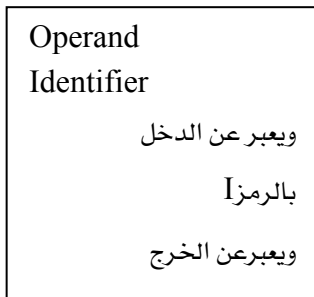 Operand
Identifier
ويعبر عن الدخل
بالرمزI
ويعبرعن الخرج